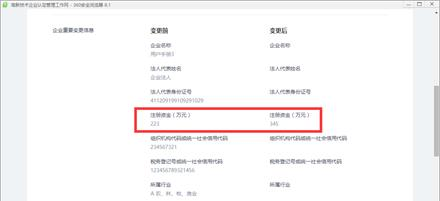 高新技术企业认定管理工作网 - 360安全浏览器 8.1
企业重要变更信息
变更前 变更后
企业名称 企业名称
用户手册3
法人代表姓名 法人代表姓名
企业法人
法人代表身份证号 法人代表身份证号
411209199109291029
注册资金（万元） 注册资金（万元）
223 345
组织机构代码或统一社会信用代码 组织机构代码或统一社会信用代码
234567321
税务登记号或统一社会信用代码 税务登记号或统一社会信用代码
123456789321456
所属行业 所属行业
A 农、林、牧、渔业